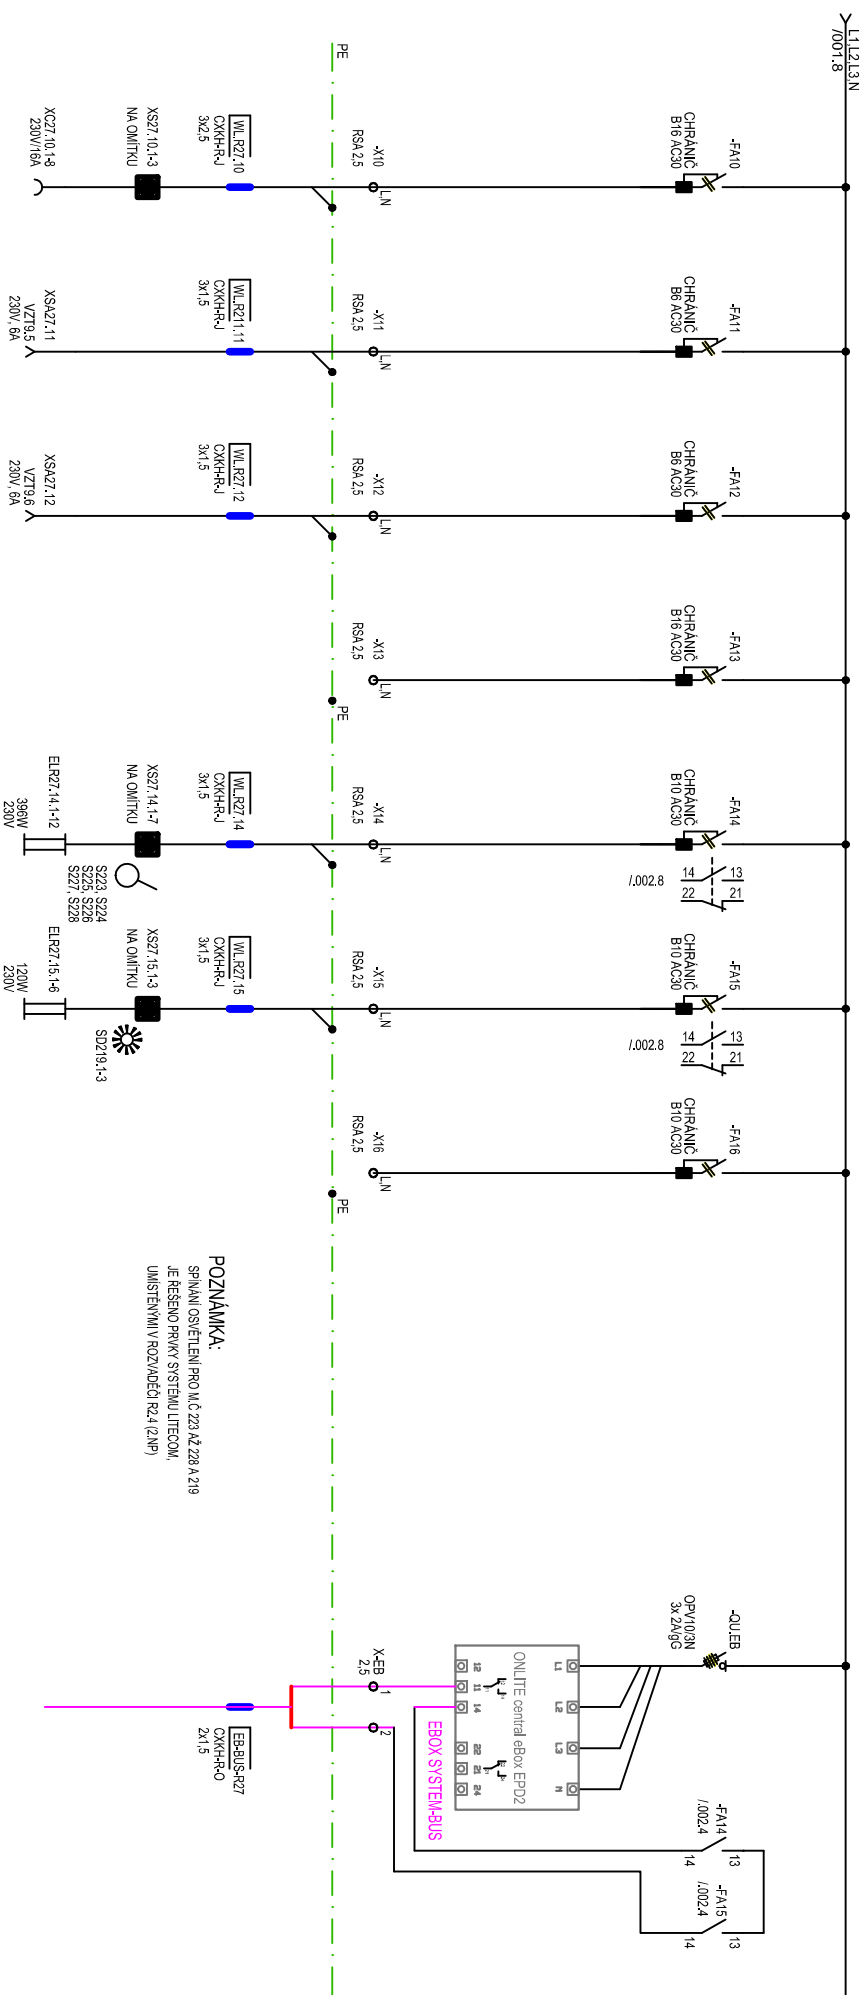 L1,L2,L3,N
/001.8
PE
-FA10
CHRÁNIČ
B16 AC30
-X10
L,N
RSA 2,5
WL.R27.10
CXKH-R-J
3x2,5
XS27.10.1-3
NA OMÍTKU
XC27.10.1-8
230V/16A
-FA11
CHRÁNIČ
B6 AC30
-X11
L,N
RSA 2,5
WL.R211.11
CXKH-R-J
3x1,5
XSA27.11
VZT9.5
230V, 6A
-FA12
CHRÁNIČ
B6 AC30
-X12
L,N
RSA 2,5
WL.R27.12
CXKH-R-J
3x1,5
XSA27.12
VZT9.6
230V, 6A
-FA13
CHRÁNIČ
B16 AC30
-X13
L,N
RSA 2,5
PE
-FA14
CHRÁNIČ
B10 AC30
13
14
21
22
/.002.8
-X14
L,N
RSA 2,5
WL.R27.14
CXKH-R-J
3x1,5
XS27.14.1-7
NA OMÍTKU
S223, S224
S225, S226
S227, S228
ELR27.14.1-12
396W
230V
-FA15
CHRÁNIČ
B10 AC30
13
14
21
22
/.002.8
-X15
L,N
RSA 2,5
WL.R27.15
CXKH-R-J
3x1,5
XS27.15.1-3
NA OMÍTKU
SD219.1-3
ELR27.15.1-6
120W
230V
-FA16
CHRÁNIČ
B10 AC30
-X16
L,N
RSA 2,5
PE
POZNÁMKA:
SPÍNÁNÍ OSVĚTLENÍ PRO M.Č 223 AŽ 228 A 219
JE ŘEŠENO PRVKY SYSTÉMU LITECOM,
UMÍSTĚNÝMI V ROZVADĚČI R2.4 (2.NP)
-QU.EB
OPV10/3N
3x 2A/gG
L1
L2
L3
N
ONLITE central eBox EPD2
12
11
14
22
21
24
EBOX SYSTEM-BUS
X-EB
2,5
1
2
EB-BUS-R27
CXKH-R-O
2x1,5
-FA14
/.002.4
13
14
-FA15
/.002.4
13
14